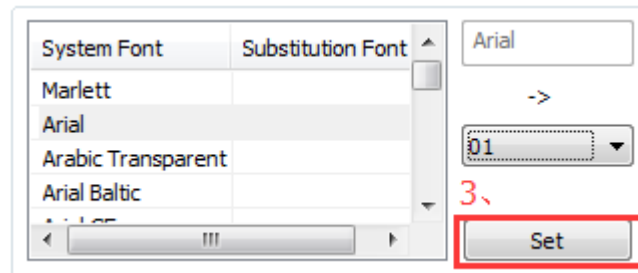 System Font Substitution Font
Marlett
Arial
Arabic Transparent
Arial Baltic
Arial
->
01
3、
Set